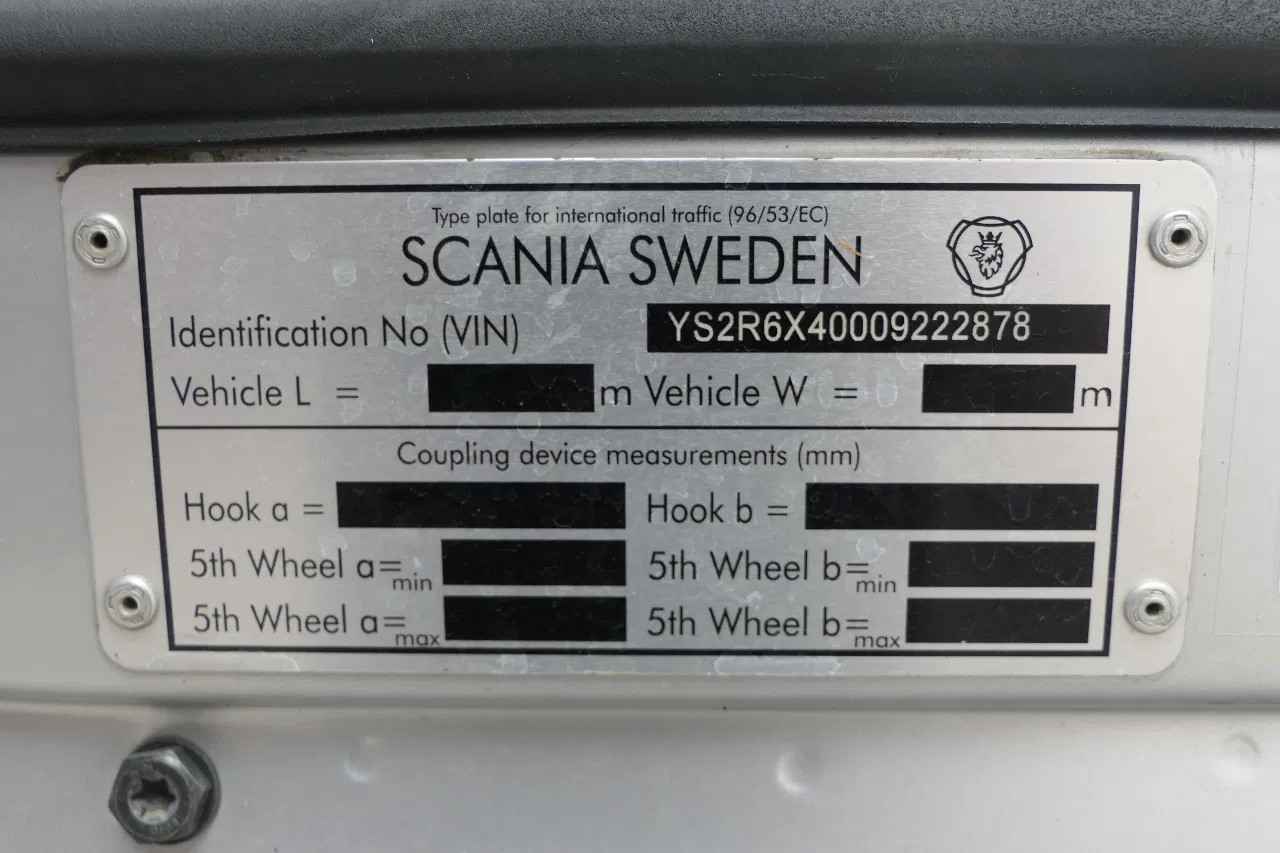 Type plate for international traffic (96/53/EC)
SCANIA SWEDEN
Identification No (VIN) YS2R6X40009222878
Vehicle L = m Vehicle W = m
Coupling device measurements (mm)
Hook a = Hook b =
5th Wheel a=min 5th Wheel b=min
5th Wheel a=max 5th Wheel b=max